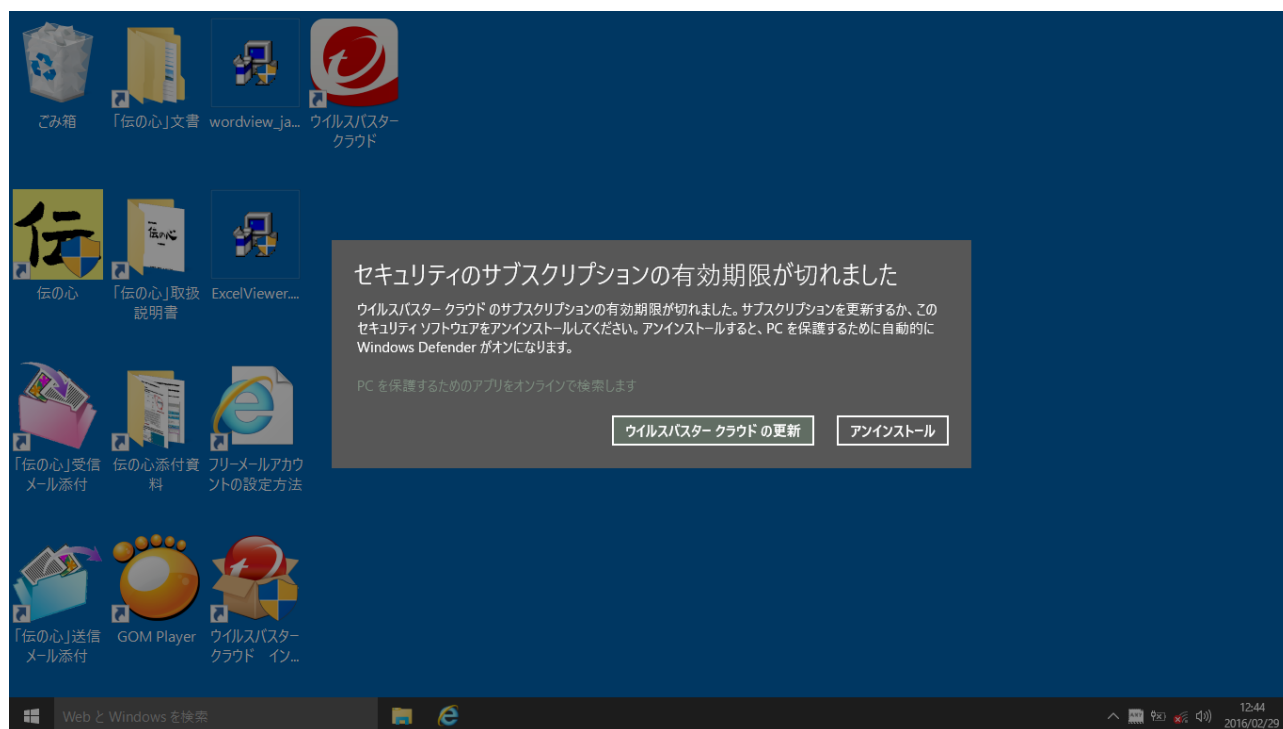 ごみ箱
「伝の心」文書
wordview_ja...
ウイルスバスター
クラウド
伝の心
「伝の心」取扱
説明書
ExcelViewer....
「伝の心」受信
メール添付
伝の心添付資
料
フリーメールアカウ
ントの設定方法
「伝の心」送信
メール添付
GOM Player
ウイルスバスター
クラウド イン...
セキュリティのサブスクリプションの有効期限が切れました
ウイルスバスター クラウド のサブスクリプションの有効期限が切れました。サブスクリプションを更新するか、この
セキュリティ ソフトウェアをアンインストールしてください。アンインストールすると、PC を保護するために自動的に
Windows Defender がオンになります。
PC を保護するためのアプリをオンラインで検索します
ウイルスバスター クラウド の更新
アンインストール
Web と Windows を検索
12:44
2016/02/29